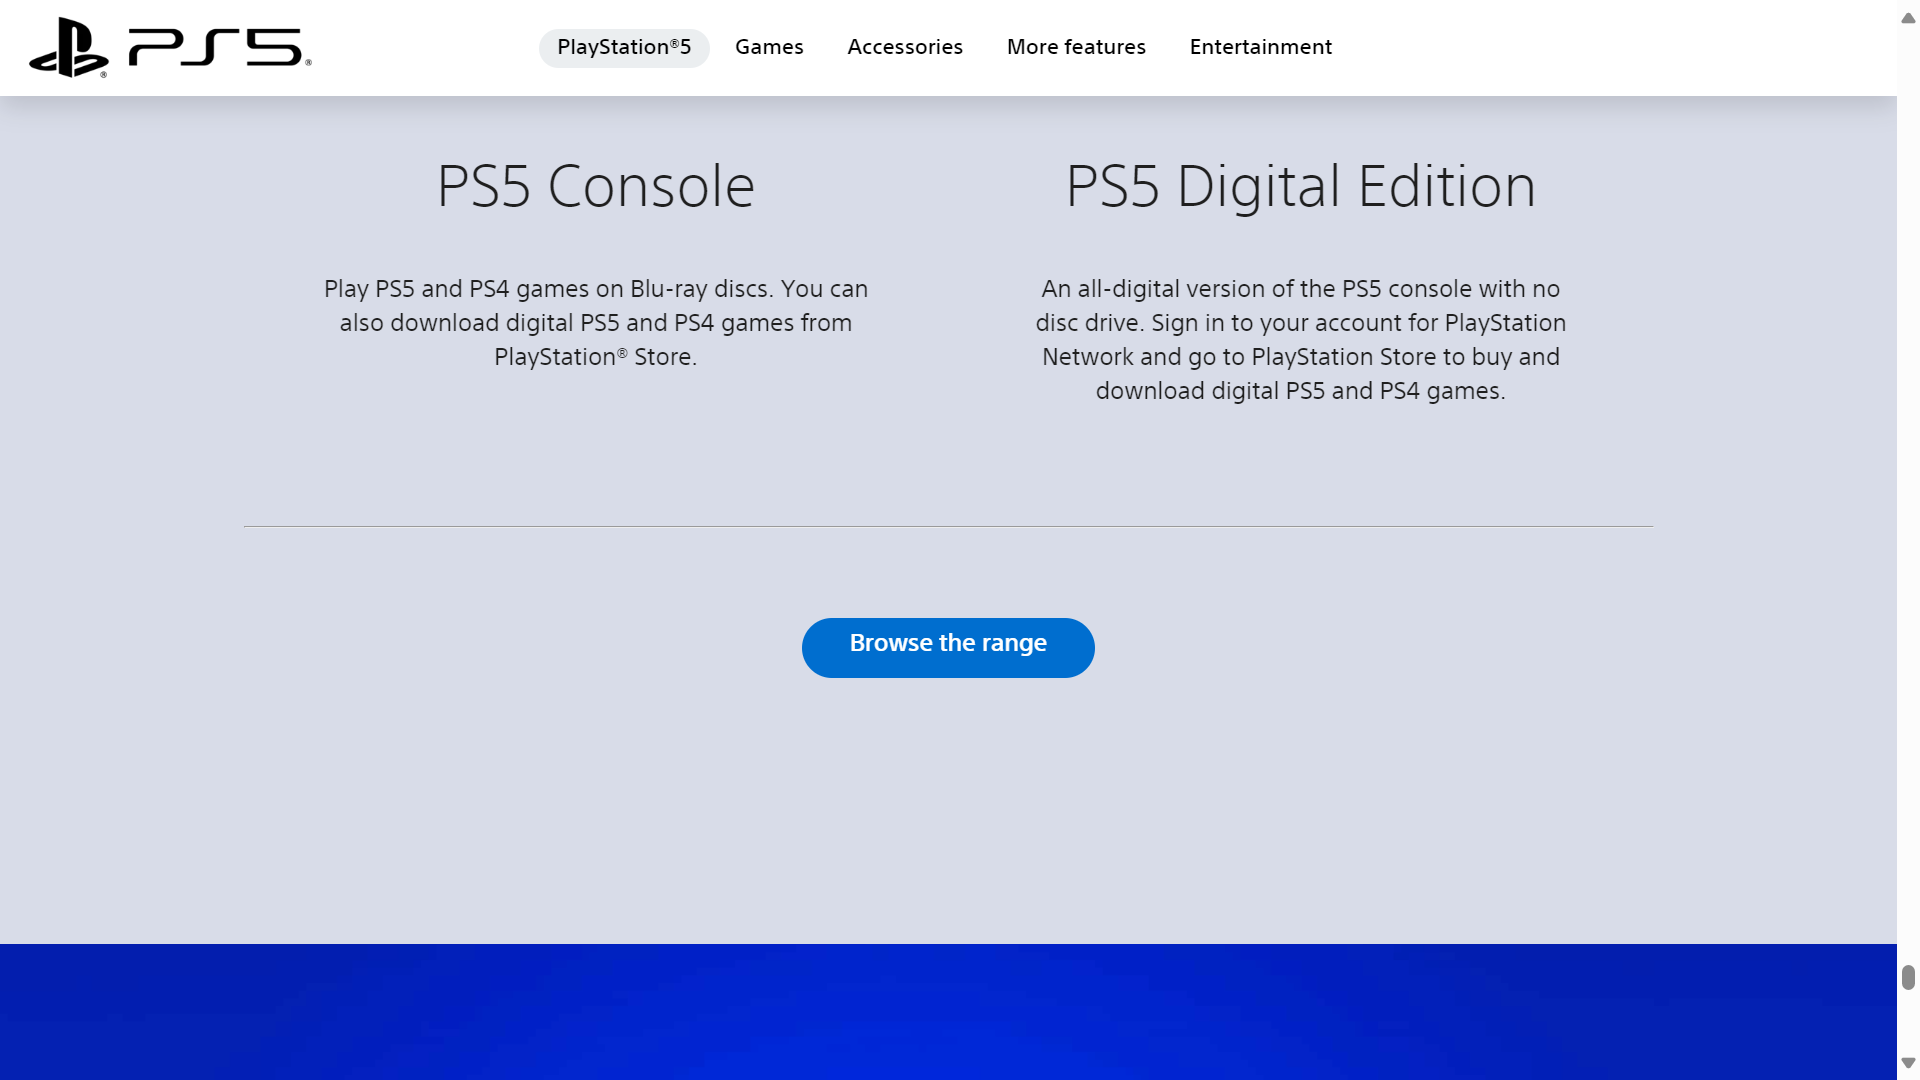 PS5®
PlayStation®5 Games Accessories More features Entertainment
PS5 Console
Play PS5 and PS4 games on Blu-ray discs. You can
also download digital PS5 and PS4 games from
PlayStation® Store.
PS5 Digital Edition
An all-digital version of the PS5 console with no
disc drive. Sign in to your account for PlayStation
Network and go to PlayStation Store to buy and
download digital PS5 and PS4 games.
Browse the range